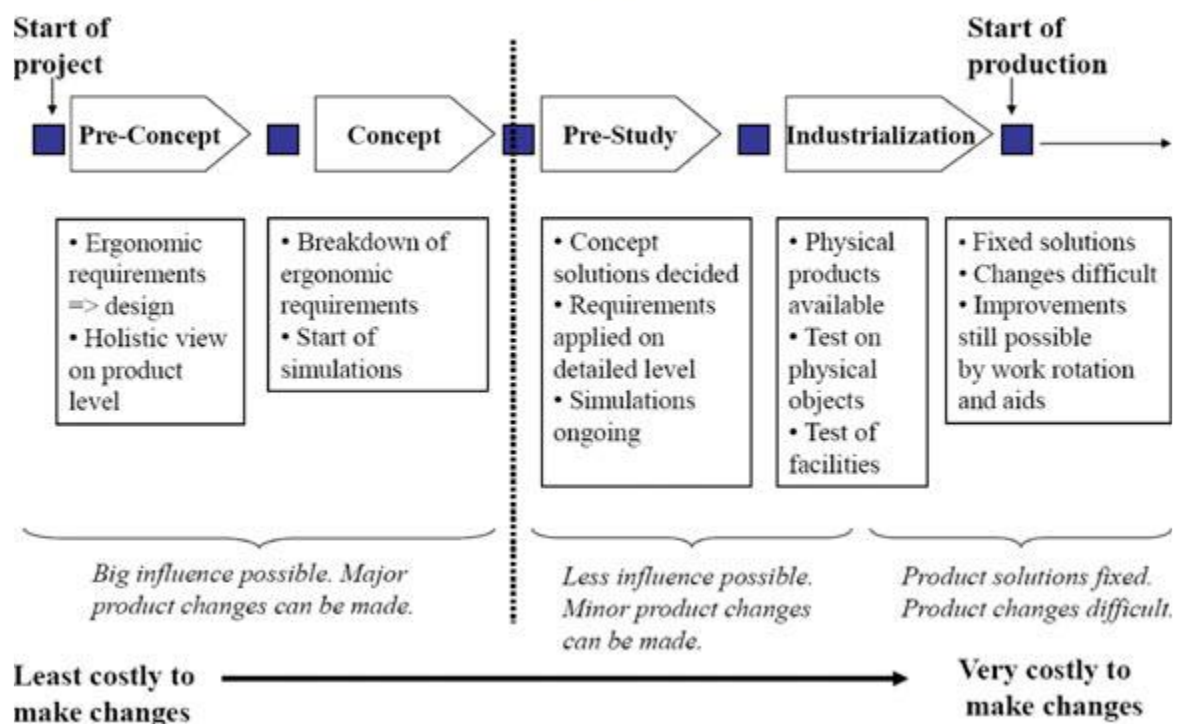 Start of
project
Start of
production
Pre-Concept
Concept
Pre-Study
Industrialization
• Ergonomic
requirements
=> design
• Holistic view
on product
level
• Breakdown of
ergonomic
requirements
• Start of
simulations
• Concept
solutions decided
• Requirements
applied on
detailed level
• Simulations
ongoing
• Physical
products
available
• Test on
physical
objects
• Test of
facilities
• Fixed solutions
• Changes difficult
• Improvements
still possible
by work rotation
and aids
Big influence possible. Major
product changes can be made.
Less influence possible.
Minor product changes
can be made.
Product solutions fixed.
Product changes difficult.
Least costly to
make changes
Very costly to
make changes